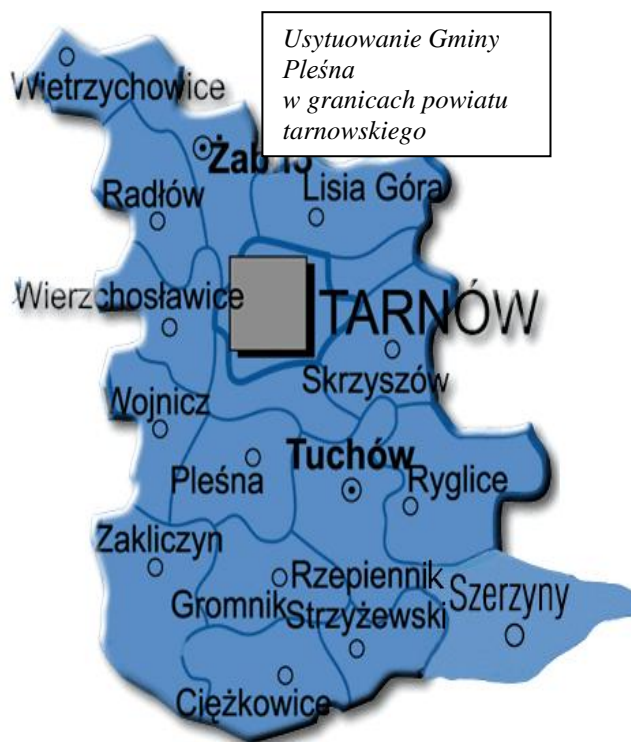 Usytuowanie Gminy
Pleśna
w granicach powiatu
tarnowskiego
Wietrzychowice
Radłów
Lisia Góra
Wierzchosławice
TARNÓW
Skrzyszów
Wojnicz
Tuchów
Pleśna
Ryglice
Zakliczyn
Rzepiennik
Strzyżewski
Szerzyny
Gromnik
Ciężkowice